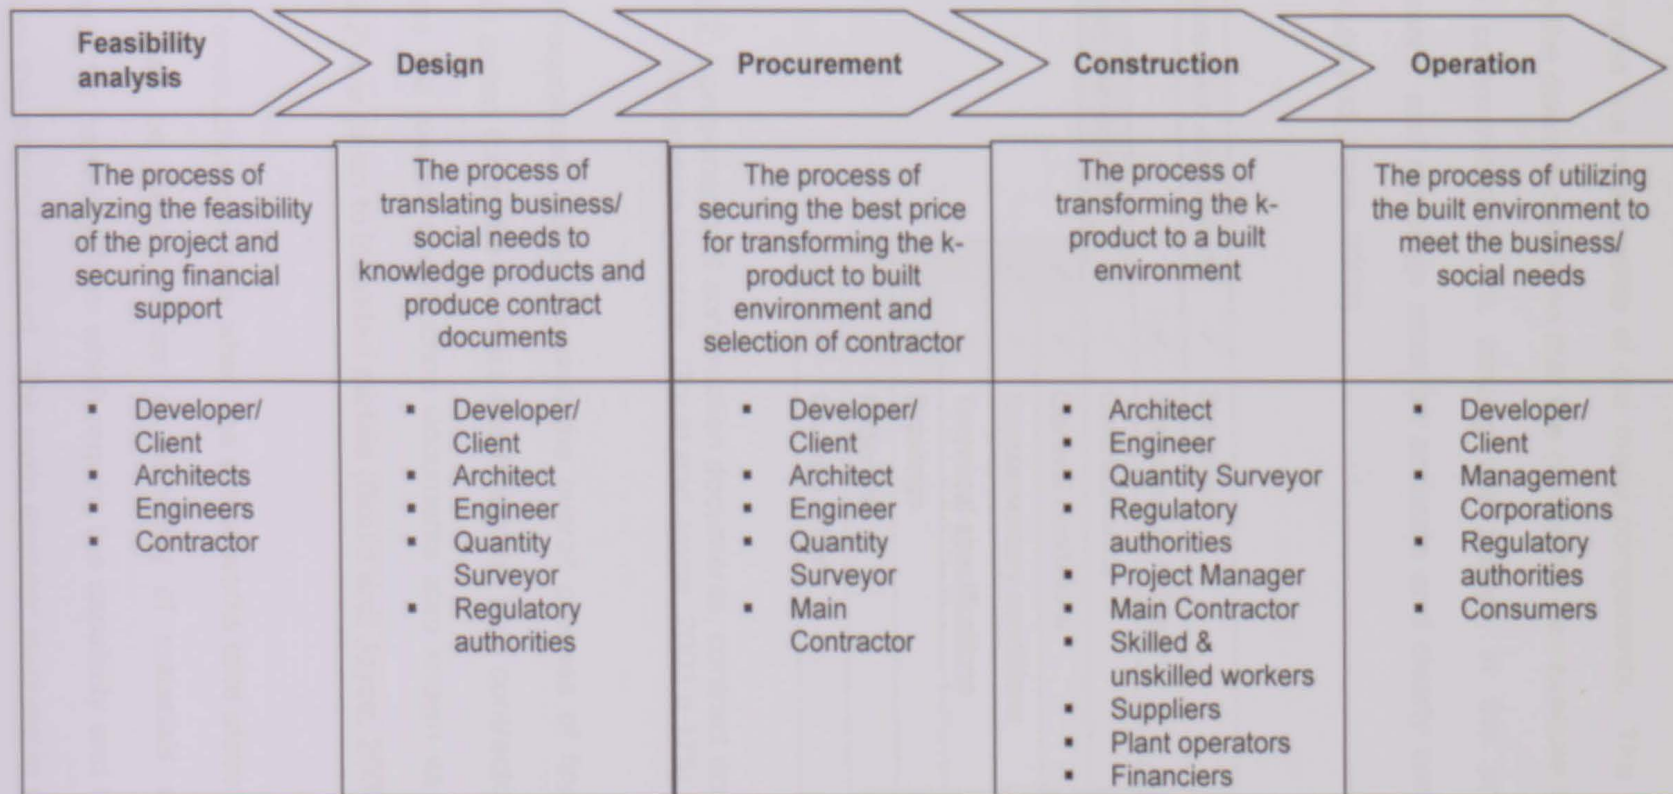 Feasibility
analysis
Design
Procurement
Construction
Operation
The process of
analyzing the feasibility
of the project and
securing financial
support
The process of
translating business/
social needs to
knowledge products and
produce contract
documents
The process of
securing the best price
for transforming the k-
product to built
environment and
selection of contractor
The process of
transforming the k-
product to a built
environment
The process of utilizing
the built environment to
meet the business/
social needs
▪ Developer/
Client
▪ Architects
▪ Engineers
▪ Contractor
▪ Developer/
Client
▪ Architect
▪ Engineer
▪ Quantity
Surveyor
▪ Regulatory
authorities
▪ Developer/
Client
▪ Architect
▪ Engineer
▪ Quantity
Surveyor
▪ Main
Contractor
▪ Architect
▪ Engineer
▪ Quantity Surveyor
▪ Regulatory
authorities
▪ Project Manager
▪ Main Contractor
▪ Skilled &
unskilled workers
▪ Suppliers
▪ Plant operators
▪ Financiers
▪ Developer/
Client
▪ Management
Corporations
▪ Regulatory
authorities
▪ Consumers